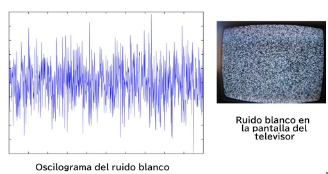 Ruido blanco en
la pantalla del
televisor
Oscilograma del ruido blanco